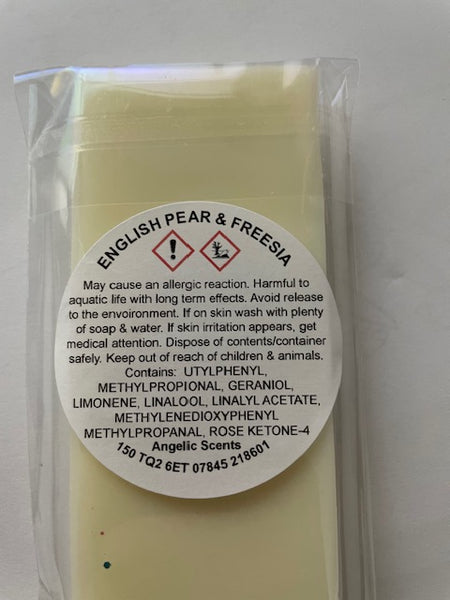 ENGLISH PEAR & FREESIA
May cause an allergic reaction. Harmful to
aquatic life with long term effects. Avoid release
to the envoironment. If on skin wash with plenty
of soap & water. If skin irritation appears, get
medical attention. Dispose of contents/container
safely. Keep out of reach of children & animals.
Contains: UTYLPHENYL,
METHYLPROPIONAL, GERANIOL,
LIMONENE, LINALOOL, LINALYL ACETATE,
METHYLENEDIOXYPHENYL
METHYLPROPANAL, ROSE KETONE-4
Angelic Scents
150 TQ2 6ET 07845 218601